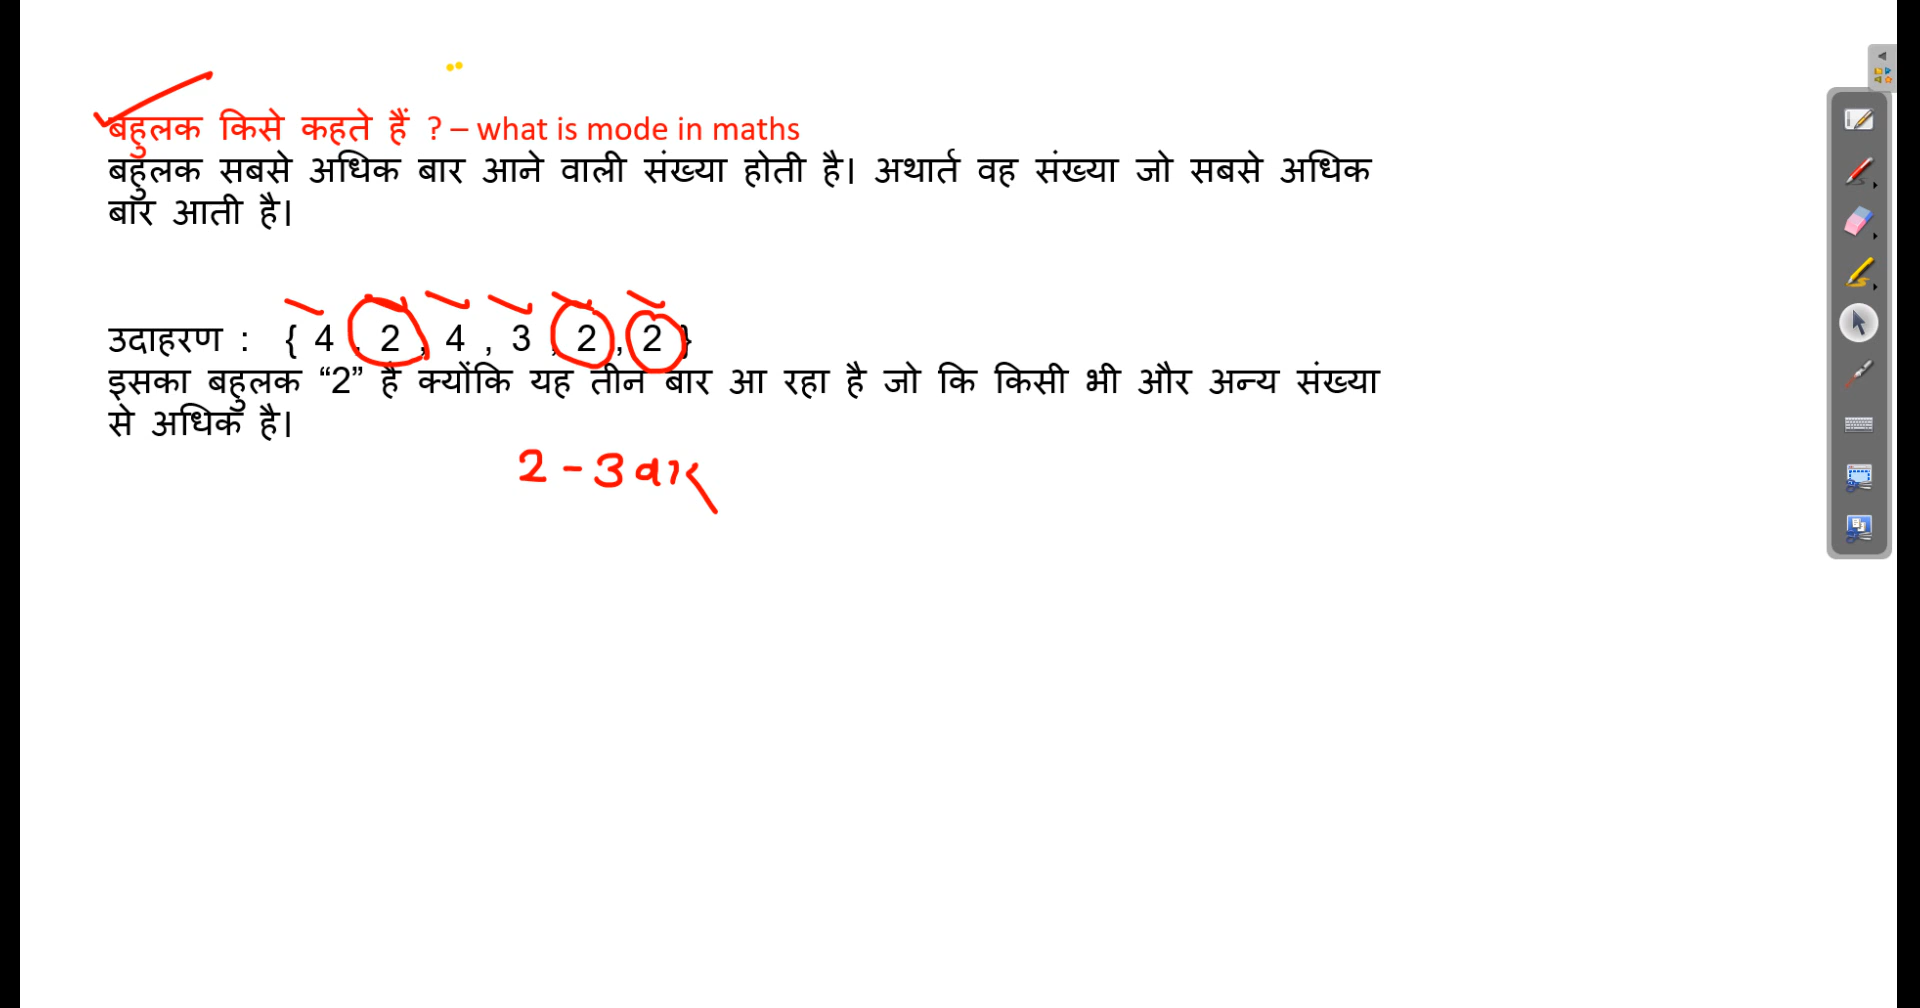 बहुलक किसे कहते हैं ? – what is mode in maths
बहुलक सबसे अधिक बार आने वाली संख्या होती है। अथार्त वह संख्या जो सबसे अधिक
बार आती है।
उदाहरण : { 4 , 2 , 4 , 3 , 2 , 2 }
इसका बहुलक “2” है क्योंकि यह तीन बार आ रहा है जो कि किसी भी और अन्य संख्या
से अधिक है।
2 - 3 बार